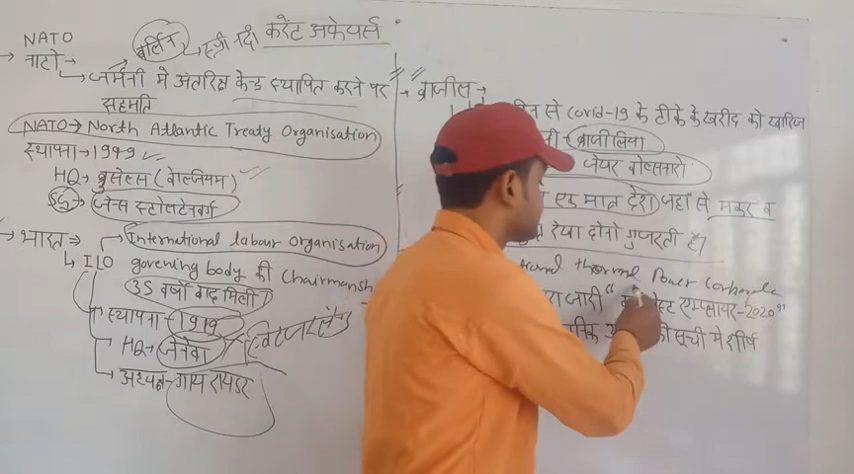 करेंट अफेयर्स
NATO
नाटो → जर्मनी मे अंतरिक्ष केन्द्र स्थापित करने पर
सहमति
बर्लिन →
NATO → North Atlantic Treaty Organisation
स्थापना → 1949
HQ → ब्रुसेल्स (बेल्जियम)
SG → जेन्स स्टोल्टेनबर्ग
→ भारत ⇒ International labour Organisation
ILO governing body की Chairmansh
35 वर्षो बाद मिली
स्थापना → 1919
HQ → जेनेवा स्विटजरलैंड
अध्यक्ष - गाय रायडर
→ ब्राजील →
से Covid-19 के टीके के खरीद को खारिज
ब्राजीलिया
जेयर बोल्सनारो
एक मात्र देश जहाँ से मकर व
रेखा दोनो गुजरती है।
thermal Power Corporate
जारी " एम्प्लायर-2020"
की सूची मे शीर्ष